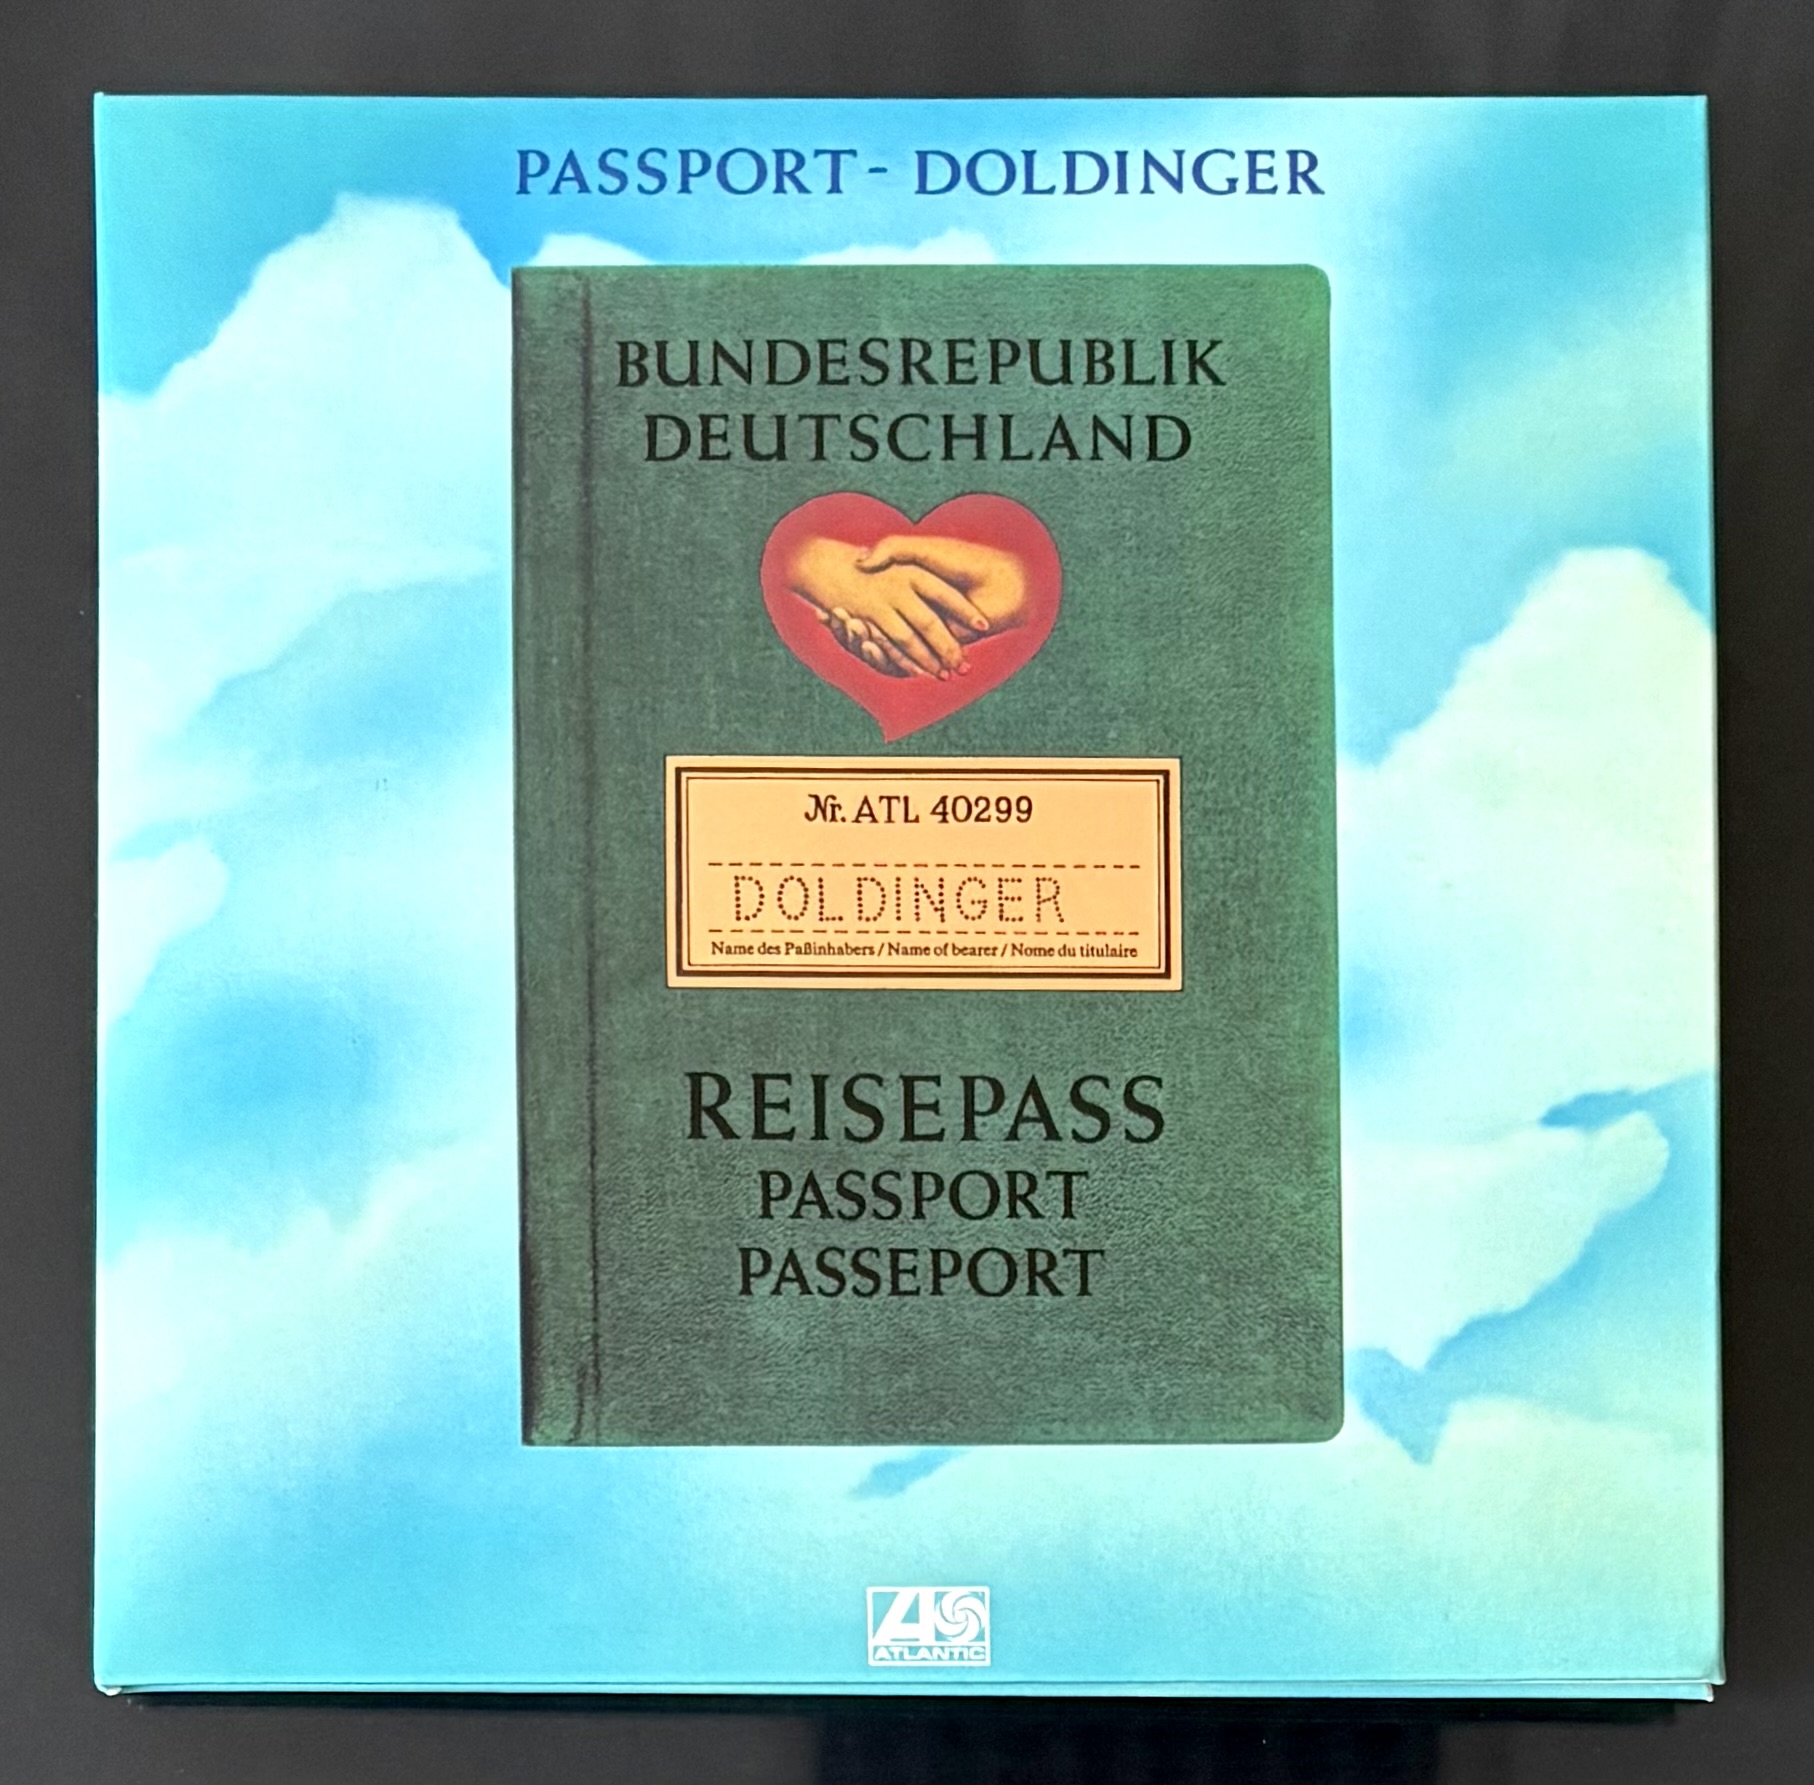 PASSPORT - DOLDINGER
BUNDESREPUBLIK
DEUTSCHLAND
Nr. ATL 40299
DOLDINGER
Name des Paßinhabers / Name of bearer / Nome du titulaire
REISEPASS
PASSPORT
PASSEPORT
ATLANTIC